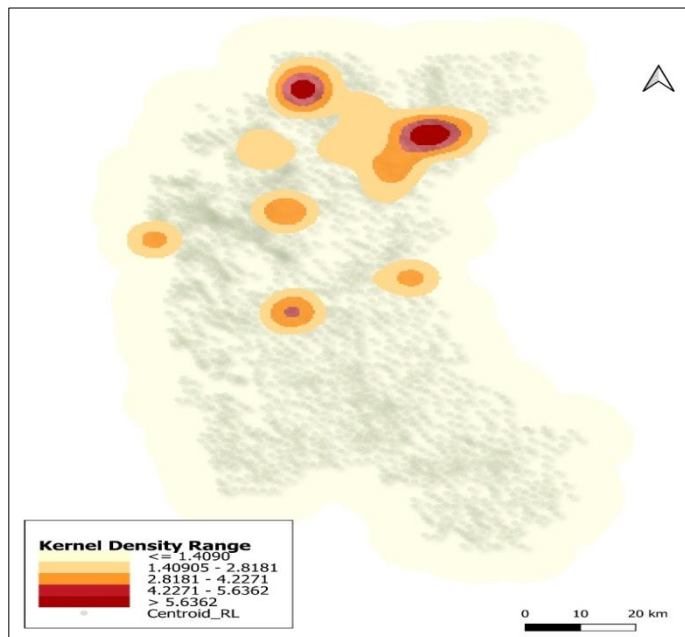 Kernel Density Range
<= 1.4090
1.40905 - 2.8181
2.8181 - 4.2271
4.2271 - 5.6362
> 5.6362
Centroid_RL
0 10 20 km